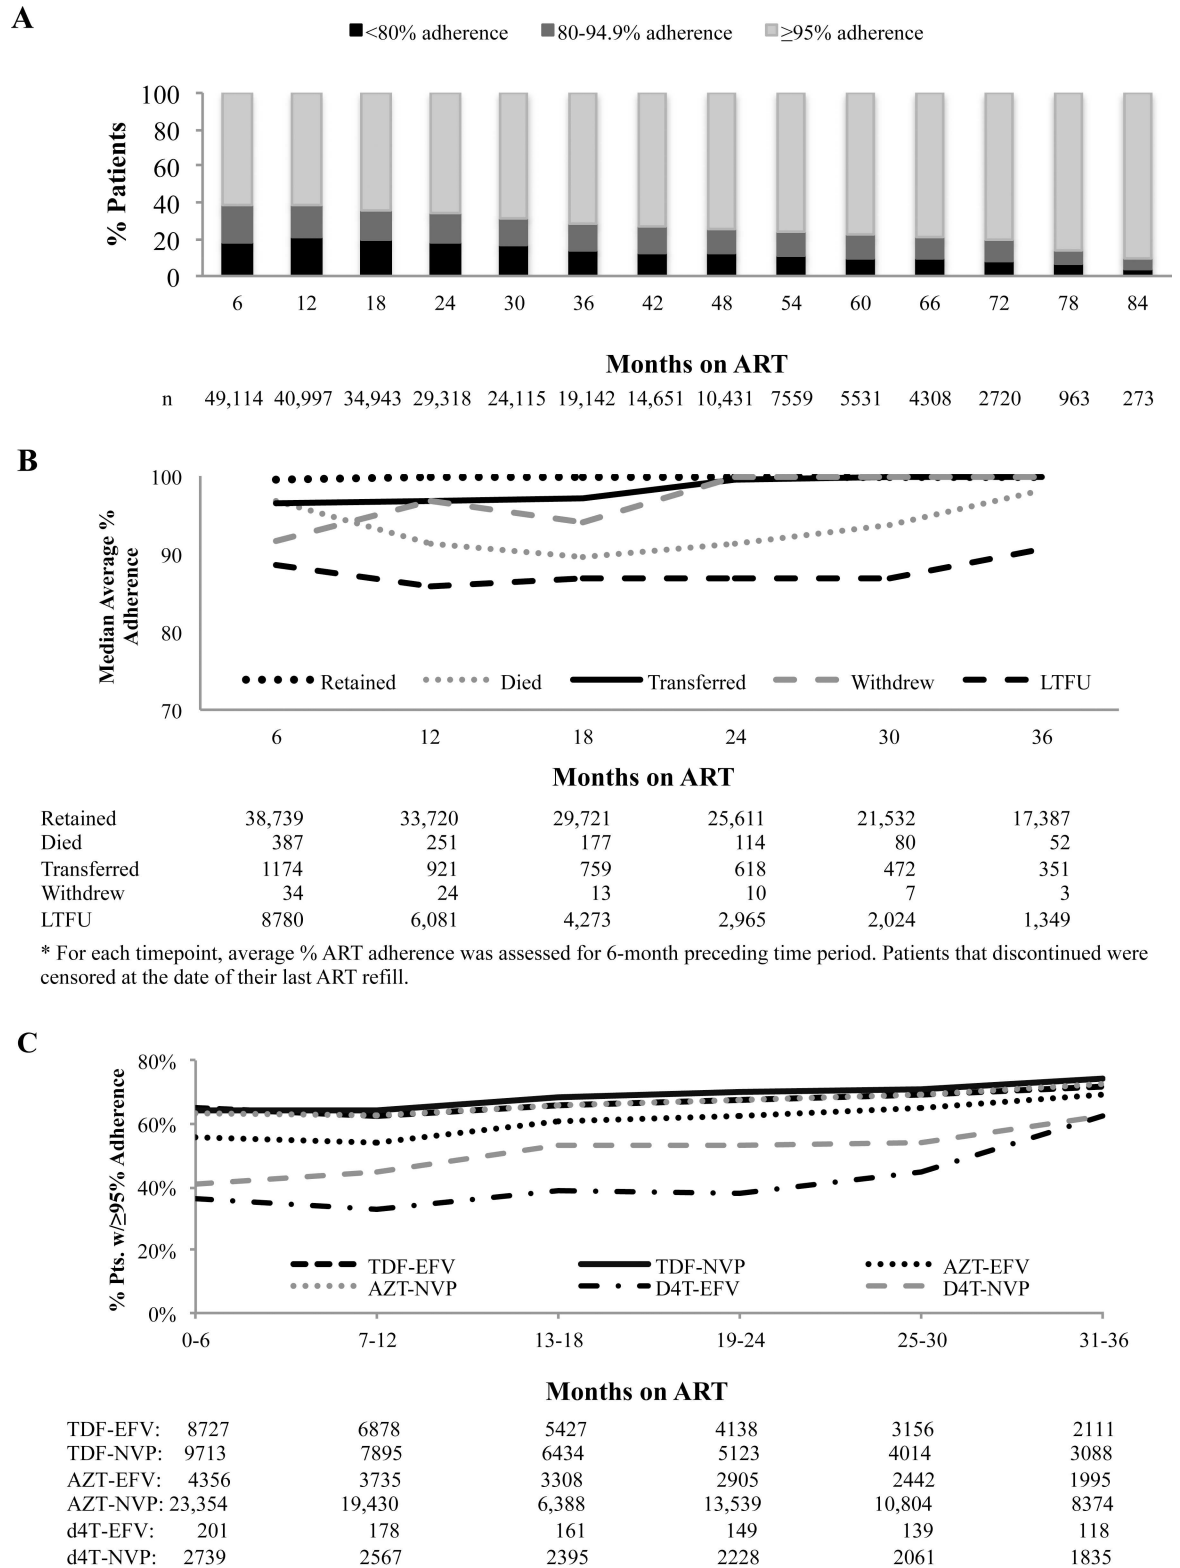 A
<80% adherence 80-94.9% adherence ≥95% adherence
% Patients
100
80
60
40
20
0
6 12 18 24 30 36 42 48 54 60 66 72 78 84
Months on ART
n 49,114 40,997 34,943 29,318 24,115 19,142 14,651 10,431 7559 5531 4308 2720 963 273
B
Median Average %
Adherence
100
90
80
70
Retained Died Transferred Withdrew LTFU
6 12 18 24 30 36
Months on ART
Retained 38,739 33,720 29,721 25,611 21,532 17,387
Died 387 251 177 114 80 52
Transferred 1174 921 759 618 472 351
Withdrew 34 24 13 10 7 3
LTFU 8780 6,081 4,273 2,965 2,024 1,349
* For each timepoint, average % ART adherence was assessed for 6-month preceding time period. Patients that discontinued were
censored at the date of their last ART refill.
C
% Pts. w/≥95% Adherence
80%
60%
40%
20%
0%
TDF-EFV TDF-NVP AZT-EFV
AZT-NVP D4T-EFV D4T-NVP
0-6 7-12 13-18 19-24 25-30 31-36
Months on ART
TDF-EFV: 8727 6878 5427 4138 3156 2111
TDF-NVP: 9713 7895 6434 5123 4014 3088
AZT-EFV: 4356 3735 3308 2905 2442 1995
AZT-NVP: 23,354 19,430 6,388 13,539 10,804 8374
d4T-EFV: 201 178 161 149 139 118
d4T-NVP: 2739 2567 2395 2228 2061 1835